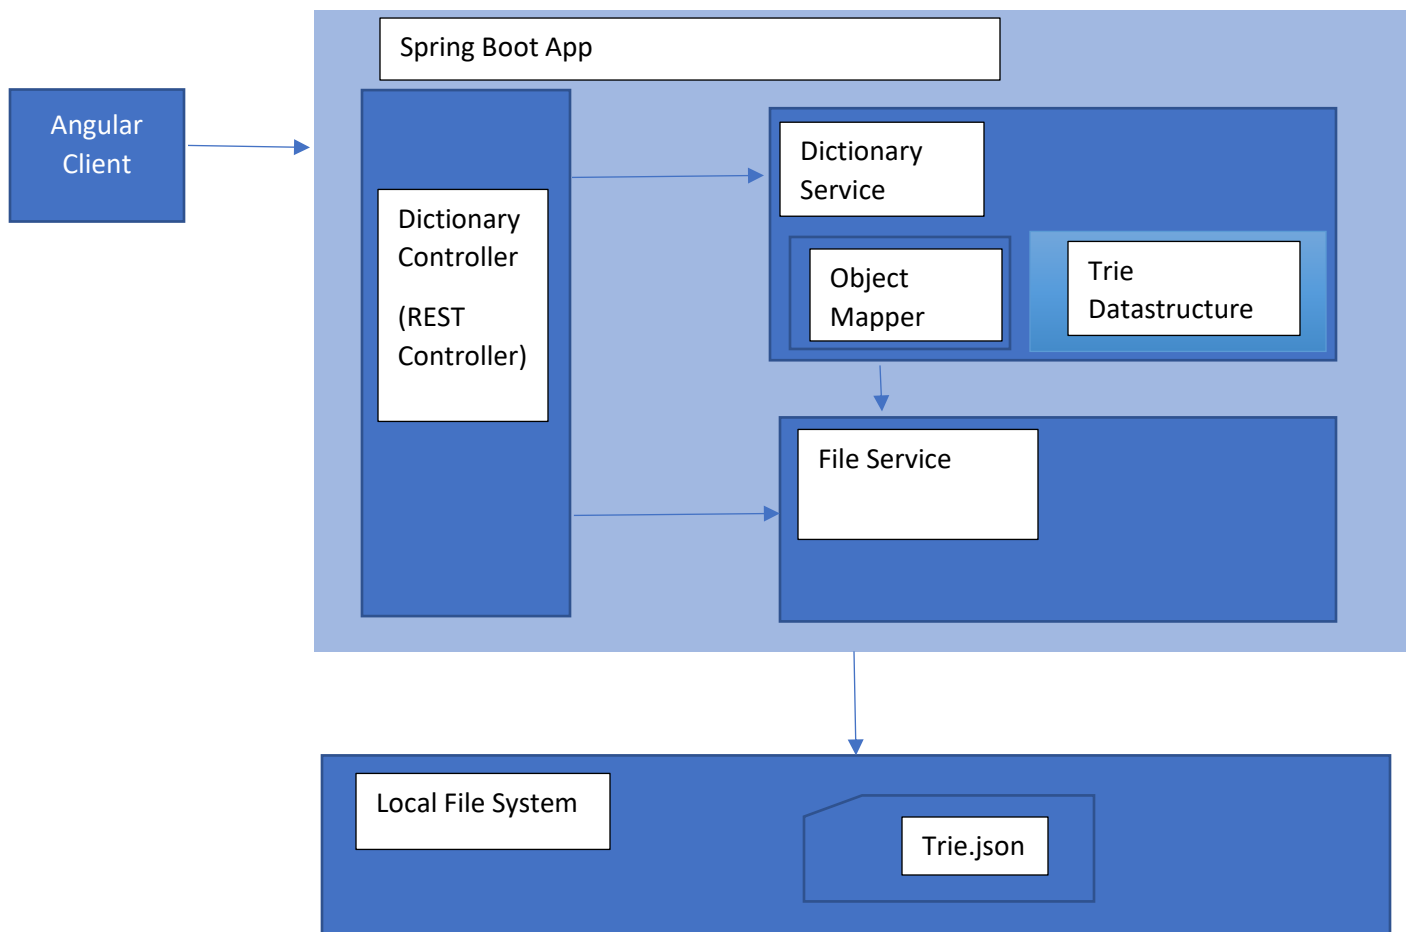 Spring Boot App
Angular
Client
Dictionary
Controller
(REST
Controller)
Dictionary
Service
Object
Mapper
Trie
Datastructure
File Service
Local File System
Trie.json